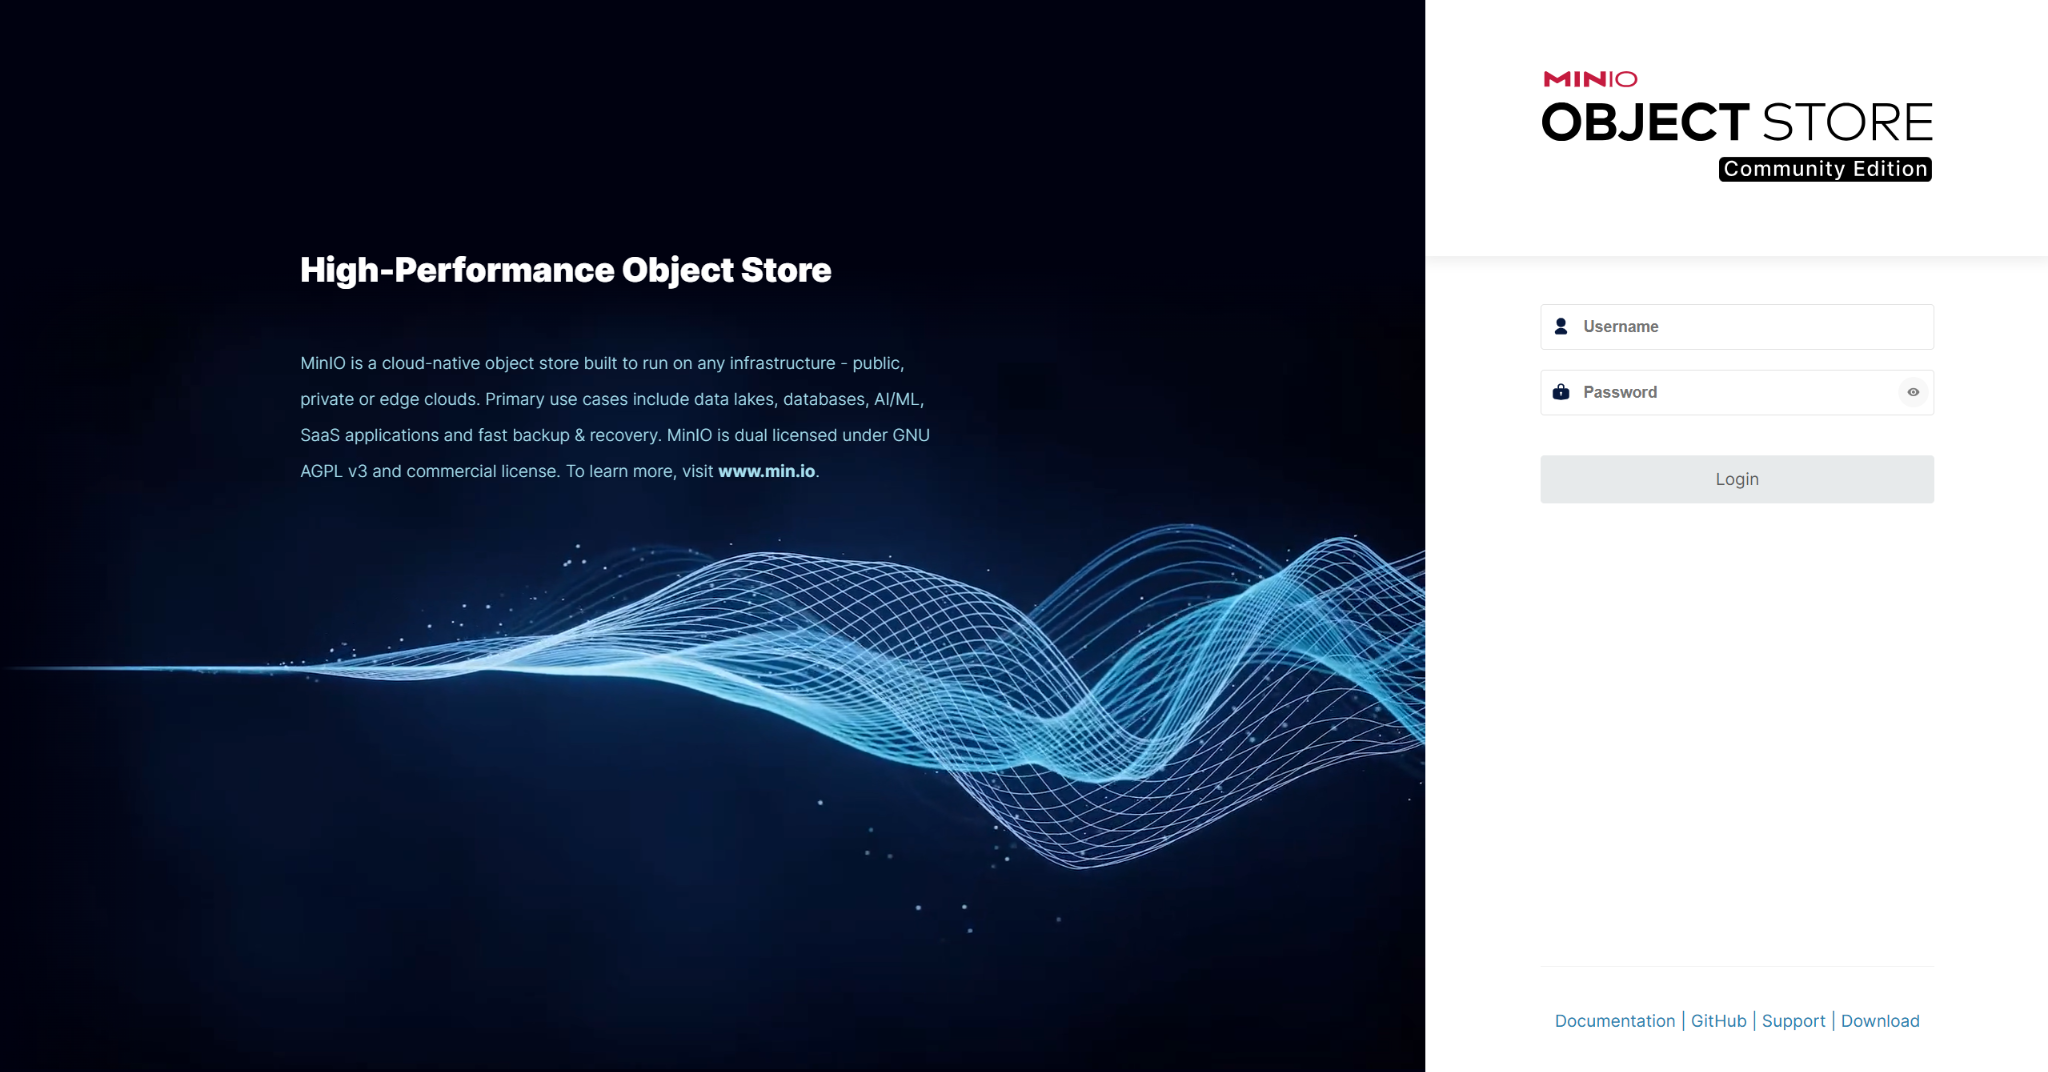 High-Performance Object Store
MinIO is a cloud-native object store built to run on any infrastructure - public,
private or edge clouds. Primary use cases include data lakes, databases, AI/ML,
SaaS applications and fast backup & recovery. MinIO is dual licensed under GNU
AGPL v3 and commercial license. To learn more, visit www.min.io.
MINIO
OBJECT STORE
Community Edition
Username
Password
Login
Documentation | GitHub | Support | Download